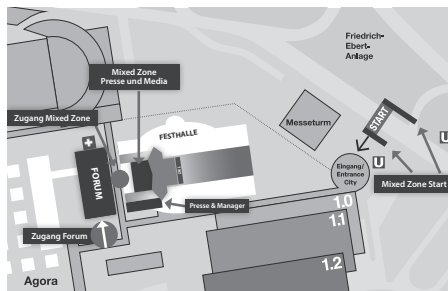 Friedrich-
Ebert-
Anlage
Mixed Zone
Presse und Media
Zugang Mixed Zone
Messeturm
START
U
FESTHALLE
FORUM
Eingang/
Entrance
City
U
Mixed Zone Start
Presse & Manager
1.0
1.1
Zugang Forum
1.2
Agora